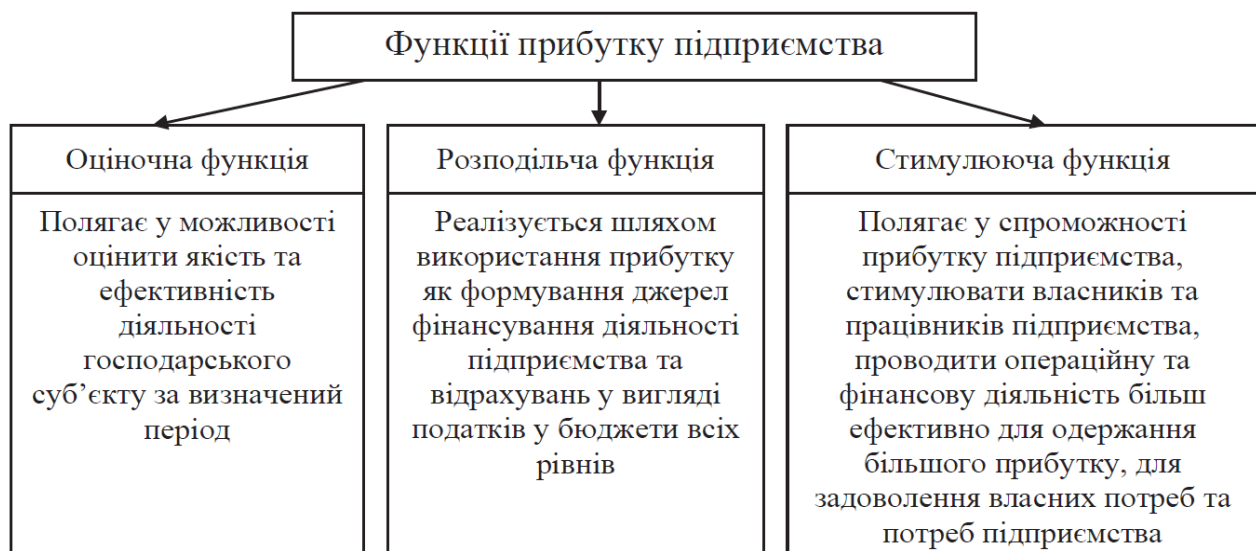 Функції прибутку підприємства
Оціночна функція
Полягає у можливості
оцінити якість та
ефективність
діяльності
господарського
суб’єкту за визначений
період
Розподільча функція
Реалізується шляхом
використання прибутку
як формування джерел
фінансування діяльності
підприємства та
відрахувань у вигляді
податків у бюджети всіх
рівнів
Стимулююча функція
Полягає у спроможності
прибутку підприємства,
стимулювати власників та
працівників підприємства,
проводити операційну та
фінансову діяльність більш
ефективно для одержання
більшого прибутку, для
задоволення власних потреб та
потреб підприємства